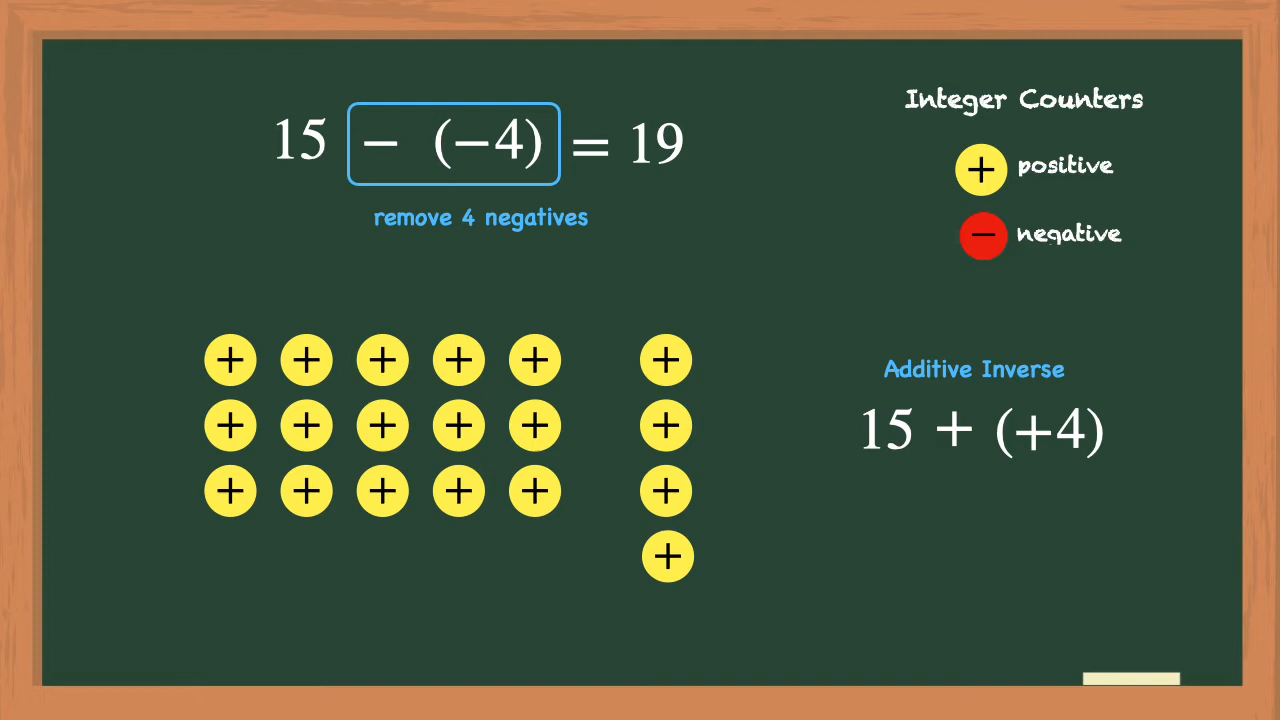 15 − (−4) = 19
remove 4 negatives
Integer Counters
+ positive
− negative
+ + + + + +
+ + + + + +
+ + + + + +
+
Additive Inverse
15 + (+4)